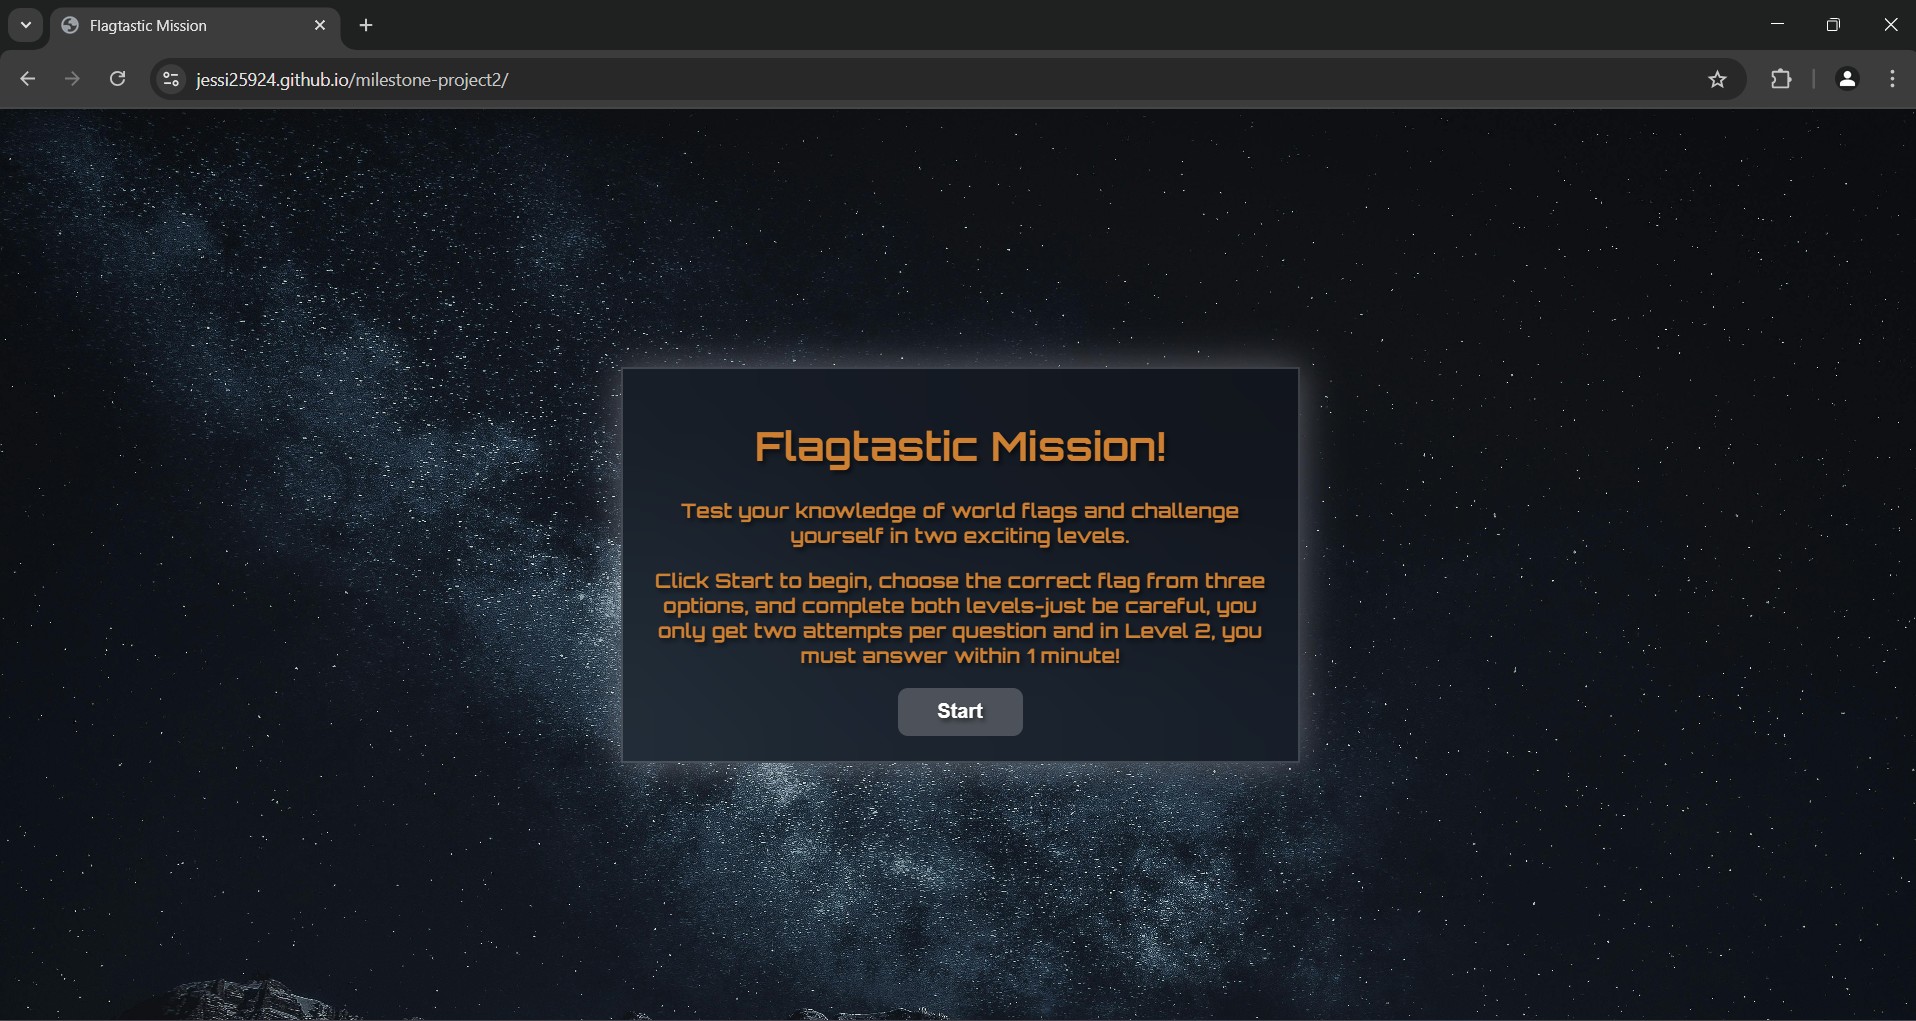 Flagtastic Mission
jessi25924.github.io/milestone-project2/
Flagtastic Mission!
Test your knowledge of world flags and challenge
yourself in two exciting levels.
Click Start to begin, choose the correct flag from three
options, and complete both levels-just be careful, you
only get two attempts per question and in Level 2, you
must answer within 1 minute!
Start